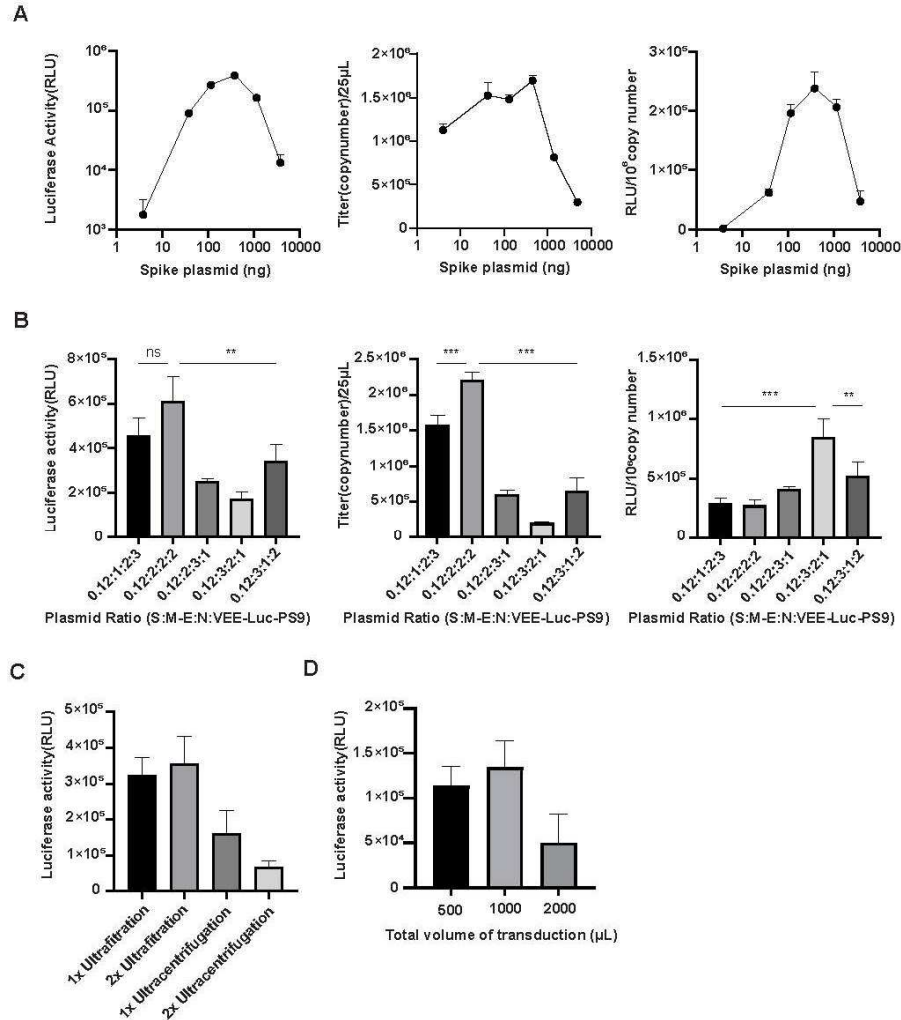 A
Luciferase Activity(RLU)
10⁶
10⁵
10⁴
10³
1 10 100 1000 10000
Spike plasmid (ng)
Titer(copynumber)/25µL
2×10⁶
1.5×10⁶
1×10⁶
5×10⁵
0
1 10 100 1000 10000
Spike plasmid (ng)
RLU/10⁶copy number
3×10⁵
2×10⁵
1×10⁵
0
1 10 100 1000 10000
Spike plasmid (ng)
B
Luciferase activity(RLU)
8×10⁵
6×10⁵
4×10⁵
2×10⁵
0
ns **
0.12:1:2:3
0.12:2:2:2
0.12:2:3:1
0.12:3:2:1
0.12:3:1:2
Titer(copynumber)/25µL
2.5×10⁶
2×10⁶
1.5×10⁶
1×10⁶
5×10⁵
0
*** ***
0.12:1:2:3
0.12:2:2:2
0.12:2:3:1
0.12:3:2:1
0.12:3:1:2
RLU/10⁶copy number
1.5×10⁶
1×10⁶
5×10⁵
0
*** **
0.12:1:2:3
0.12:2:2:2
0.12:2:3:1
0.12:3:2:1
0.12:3:1:2
Plasmid Ratio (S:M-E:N:VEE-Luc-PS9)
Plasmid Ratio (S:M-E:N:VEE-Luc-PS9)
Plasmid Ratio (S:M-E:N:VEE-Luc-PS9)
C
Luciferase activity(RLU)
5×10⁵
4×10⁵
3×10⁵
2×10⁵
1×10⁵
0
1x Ultrafitration
2x Ultrafitration
1x Ultracentrifugation
2x Ultracentrifugation
D
Luciferase activity(RLU)
2×10⁵
1.5×10⁵
1×10⁵
5×10⁴
0
500 1000 2000
Total volume of transduction (µL)